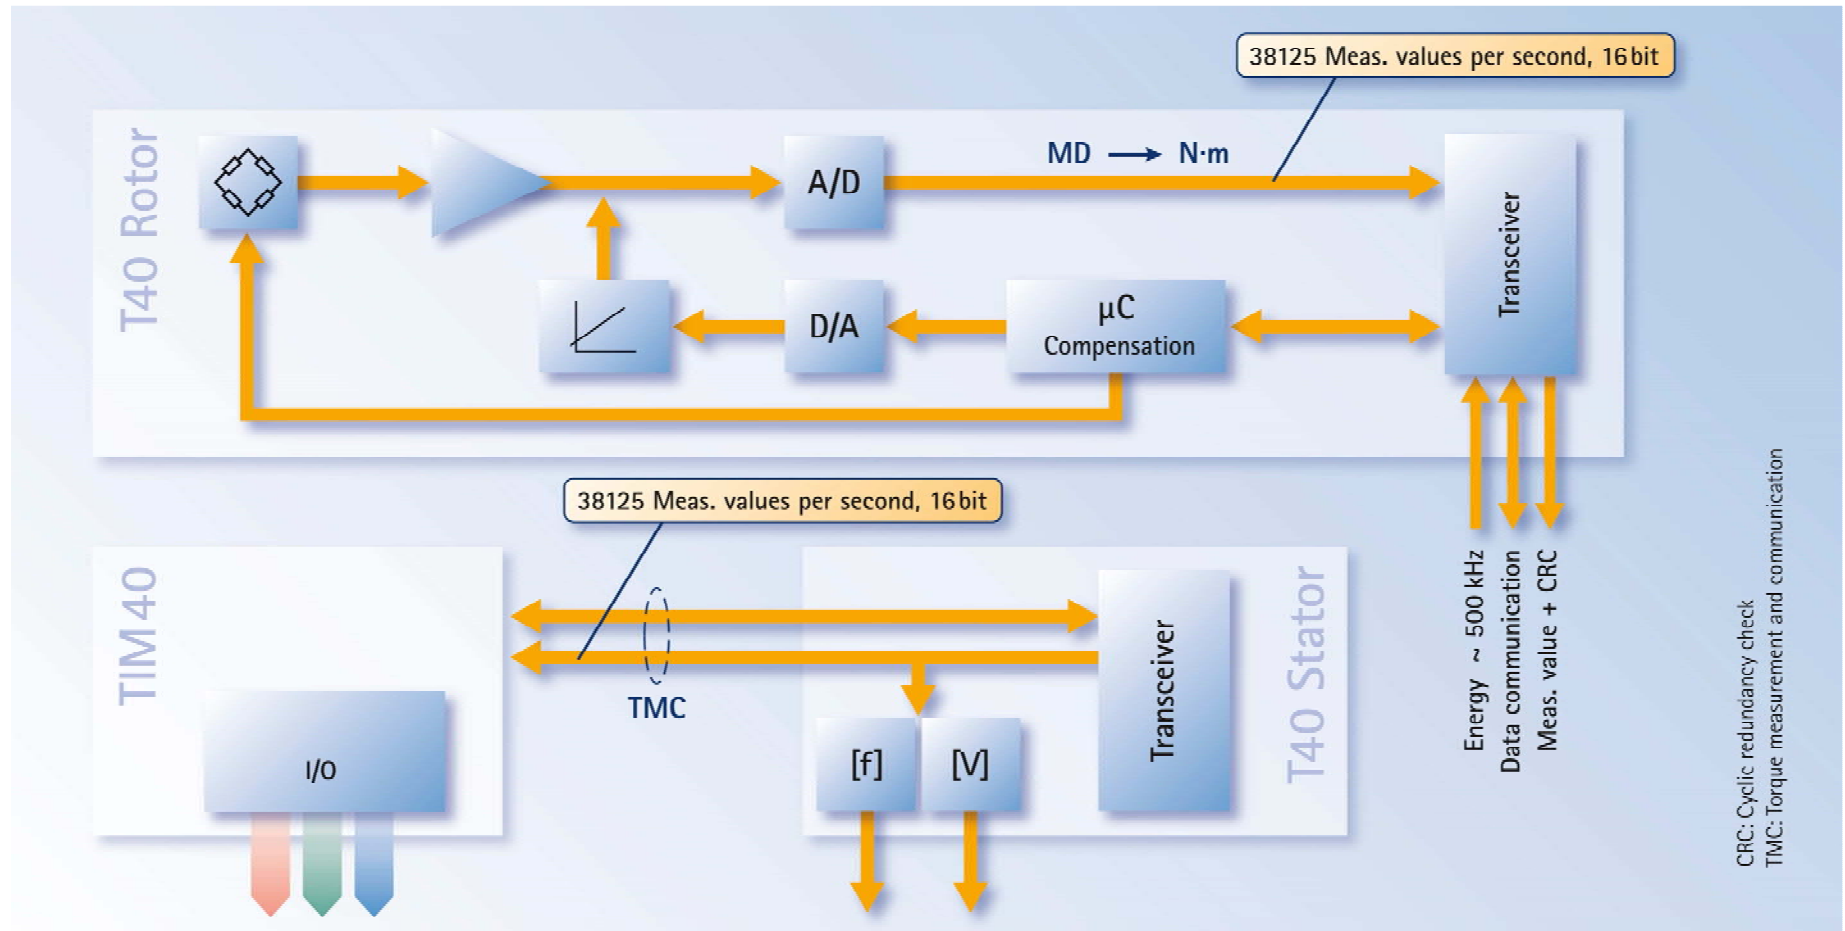 38125 Meas. values per second, 16 bit
T40 Rotor
A/D
MD → N·m
Transceiver
D/A
µC
Compensation
38125 Meas. values per second, 16 bit
TIM40
I/O
TMC
[f]
[V]
Transceiver
T40 Stator
Energy ~ 500 kHz
Data communication
Meas. value + CRC
CRC: Cyclic redundancy check
TMC: Torque measurement and communication